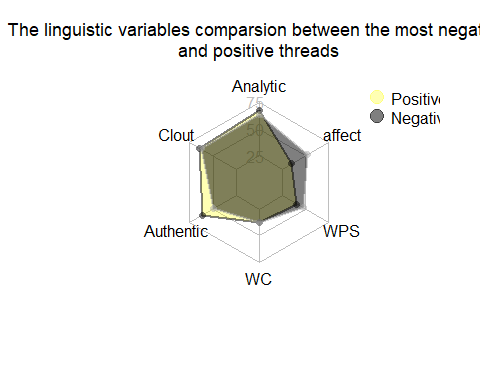 The linguistic variables comparsion between the most negat
and positive threads
Analytic
75
50
25
Clout
affect
Authentic
WPS
WC
Positive
Negativ